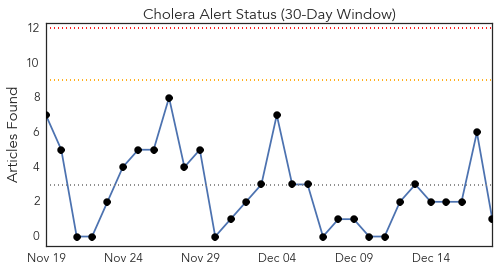 Cholera Alert Status (30-Day Window)
Articles Found
12
10
8
6
4
2
0
Nov 19 Nov 24 Nov 29 Dec 04 Dec 09 Dec 14